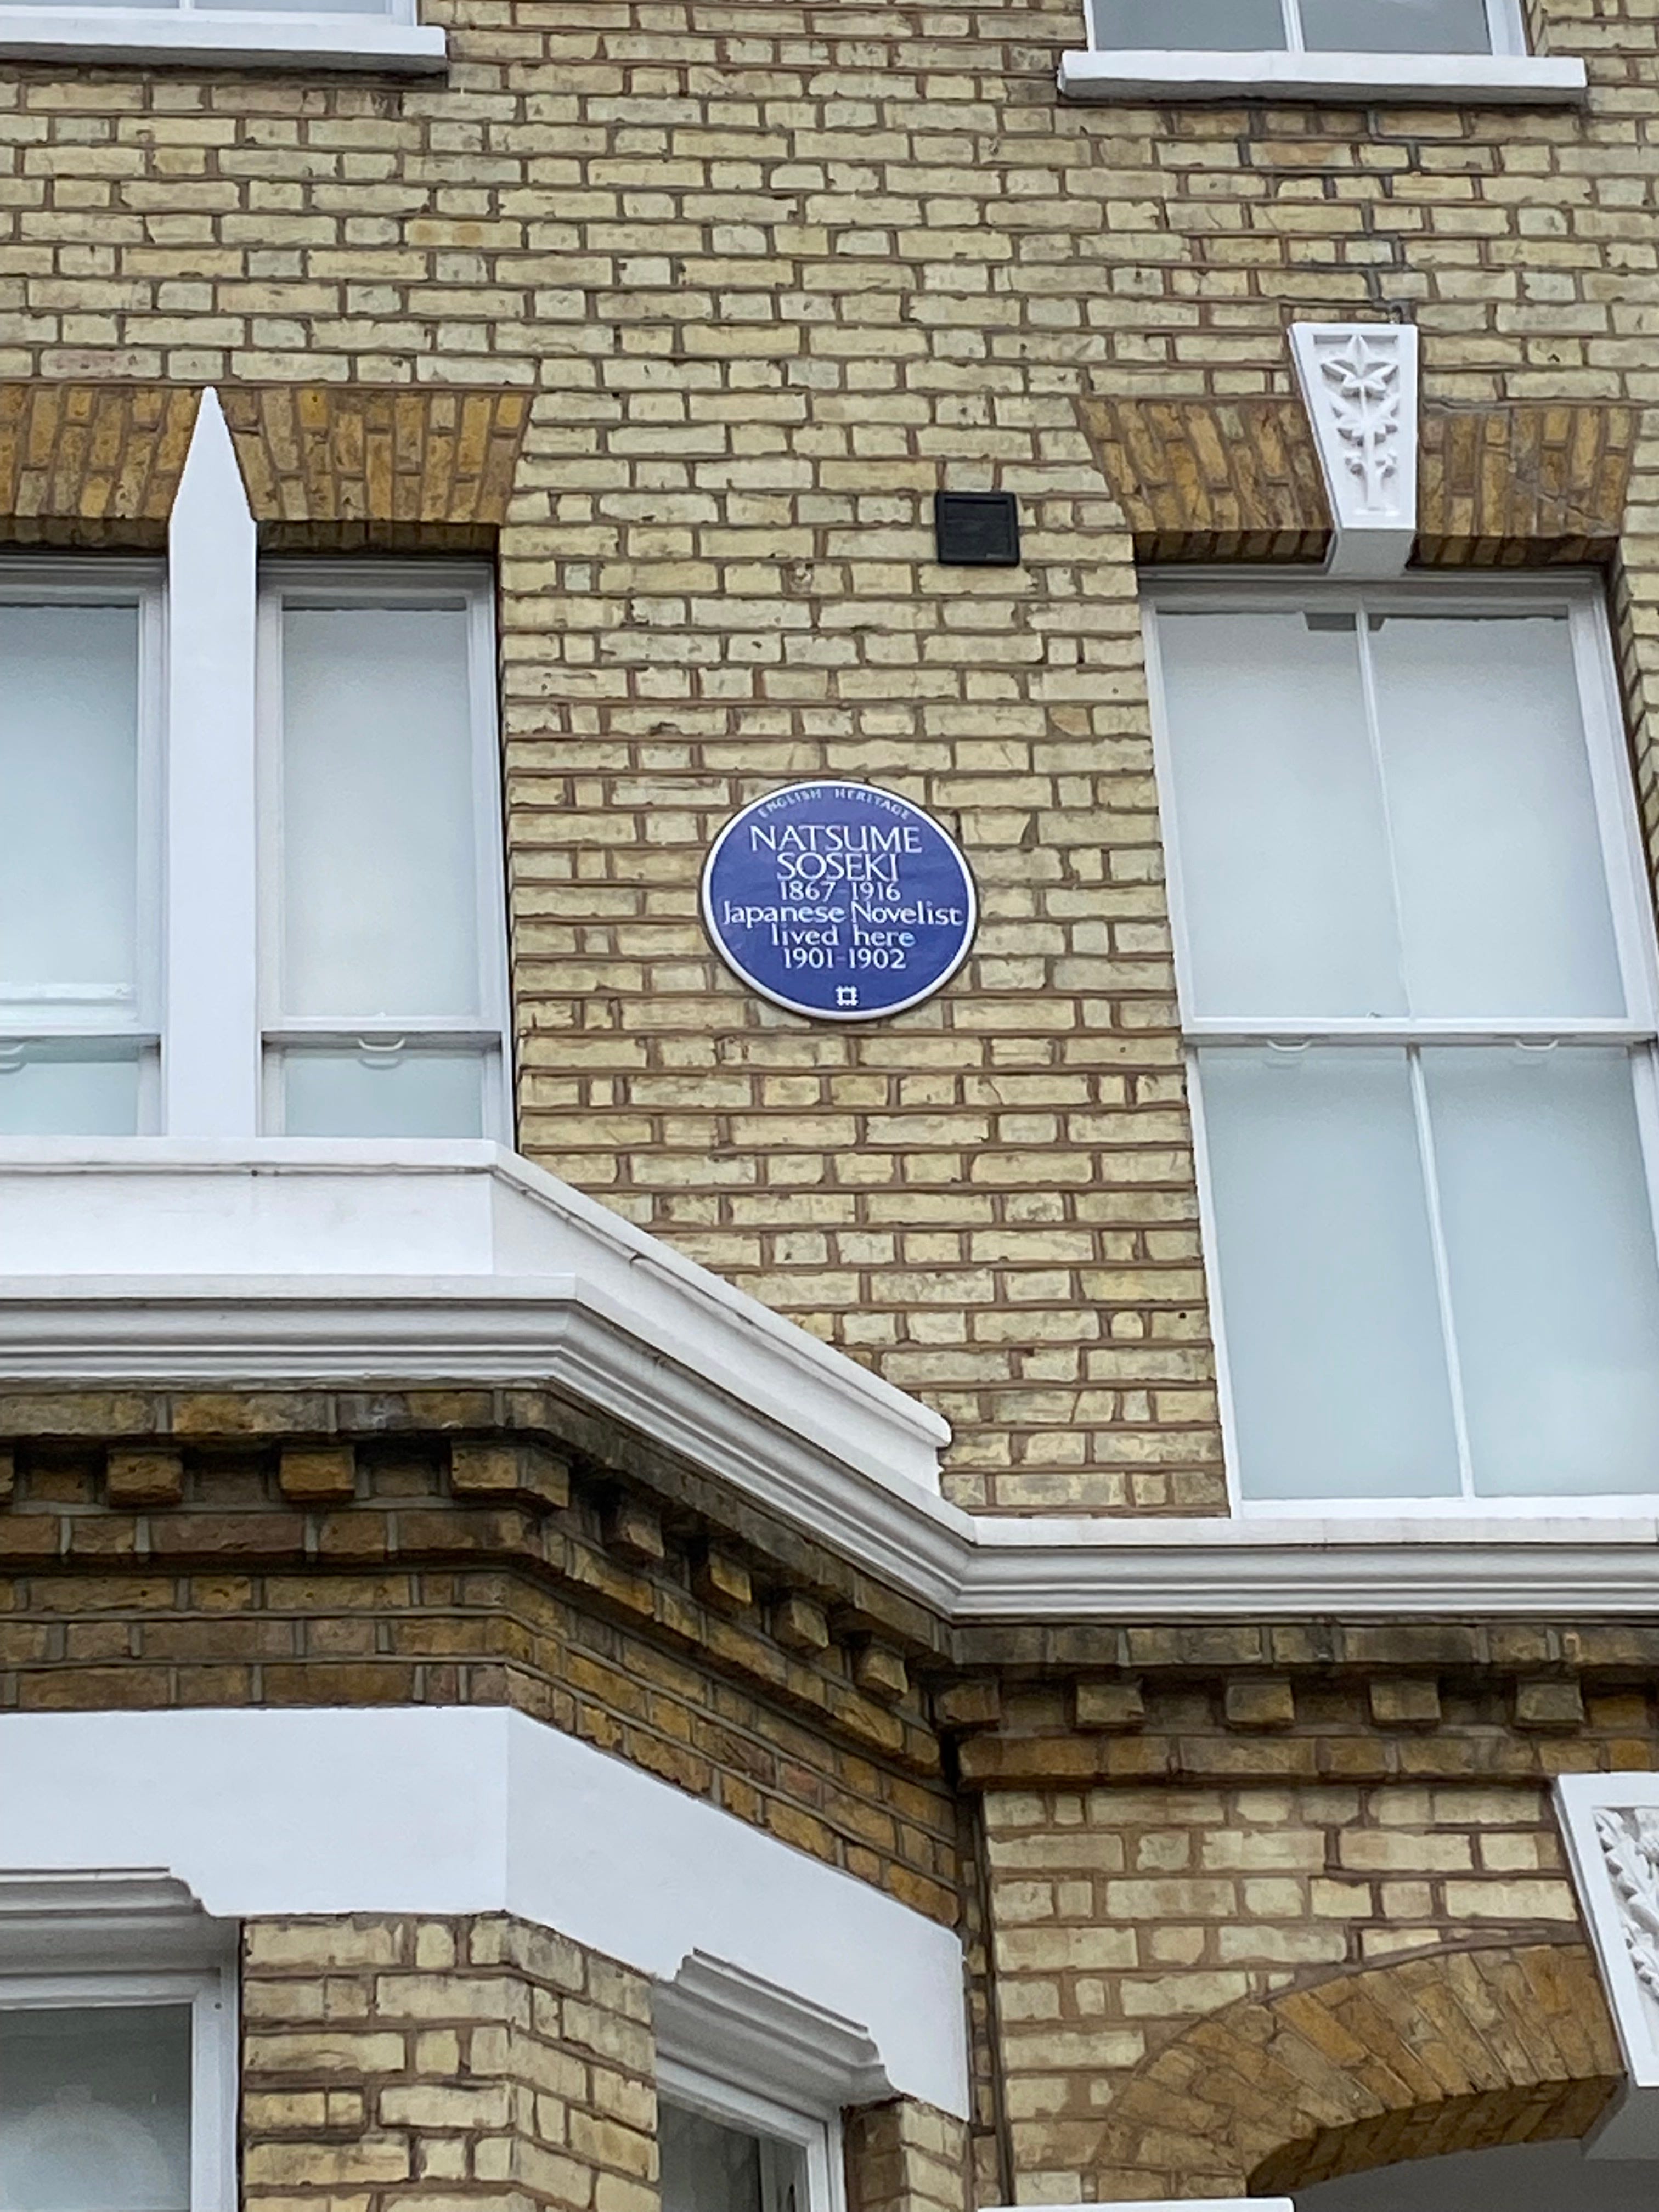 ENGLISH HERITAGE
NATSUME
SOSEKI
1867-1916
Japanese Novelist
lived here
1901-1902